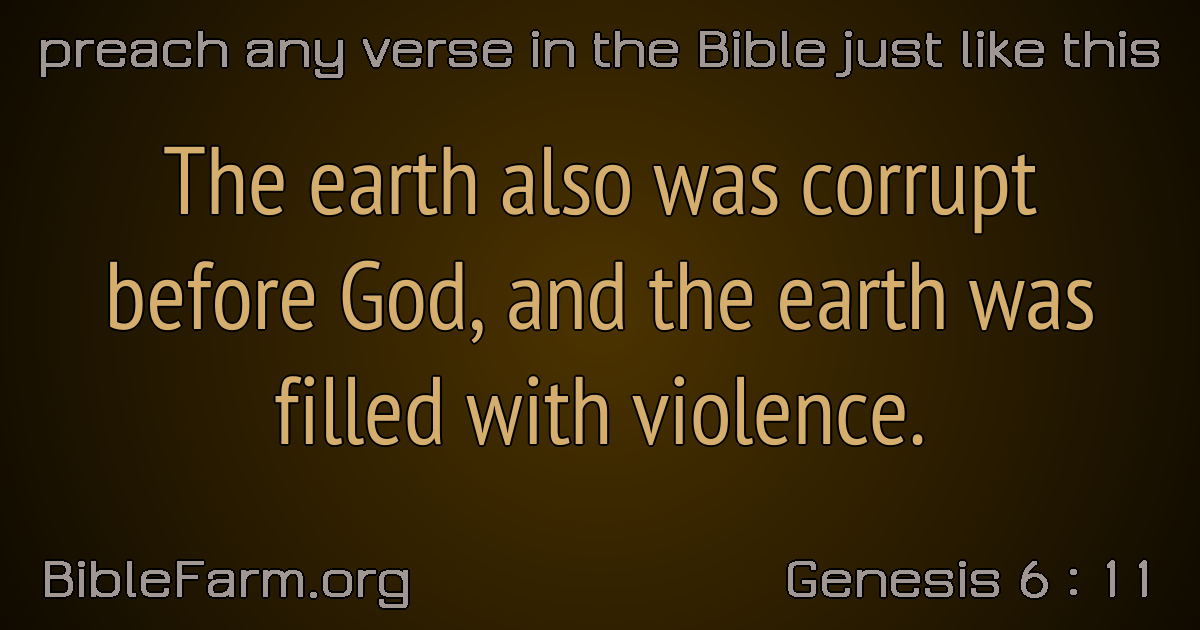 preach any verse in the Bible just like this
The earth also was corrupt
before God, and the earth was
filled with violence.
BibleFarm.org
Genesis 6 : 11